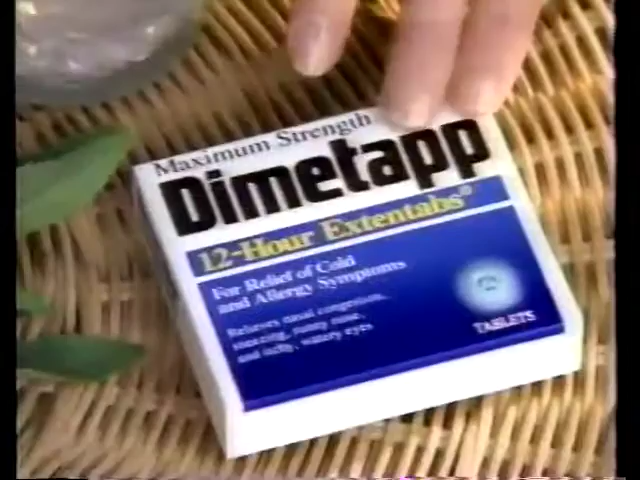 Maximum Strength
Dimetapp
12-Hour Extentabs®
For Relief of Cold
and Allergy Symptoms
Relieves nasal congestion,
sneezing, runny nose,
and itchy, watery eyes
TABLETS